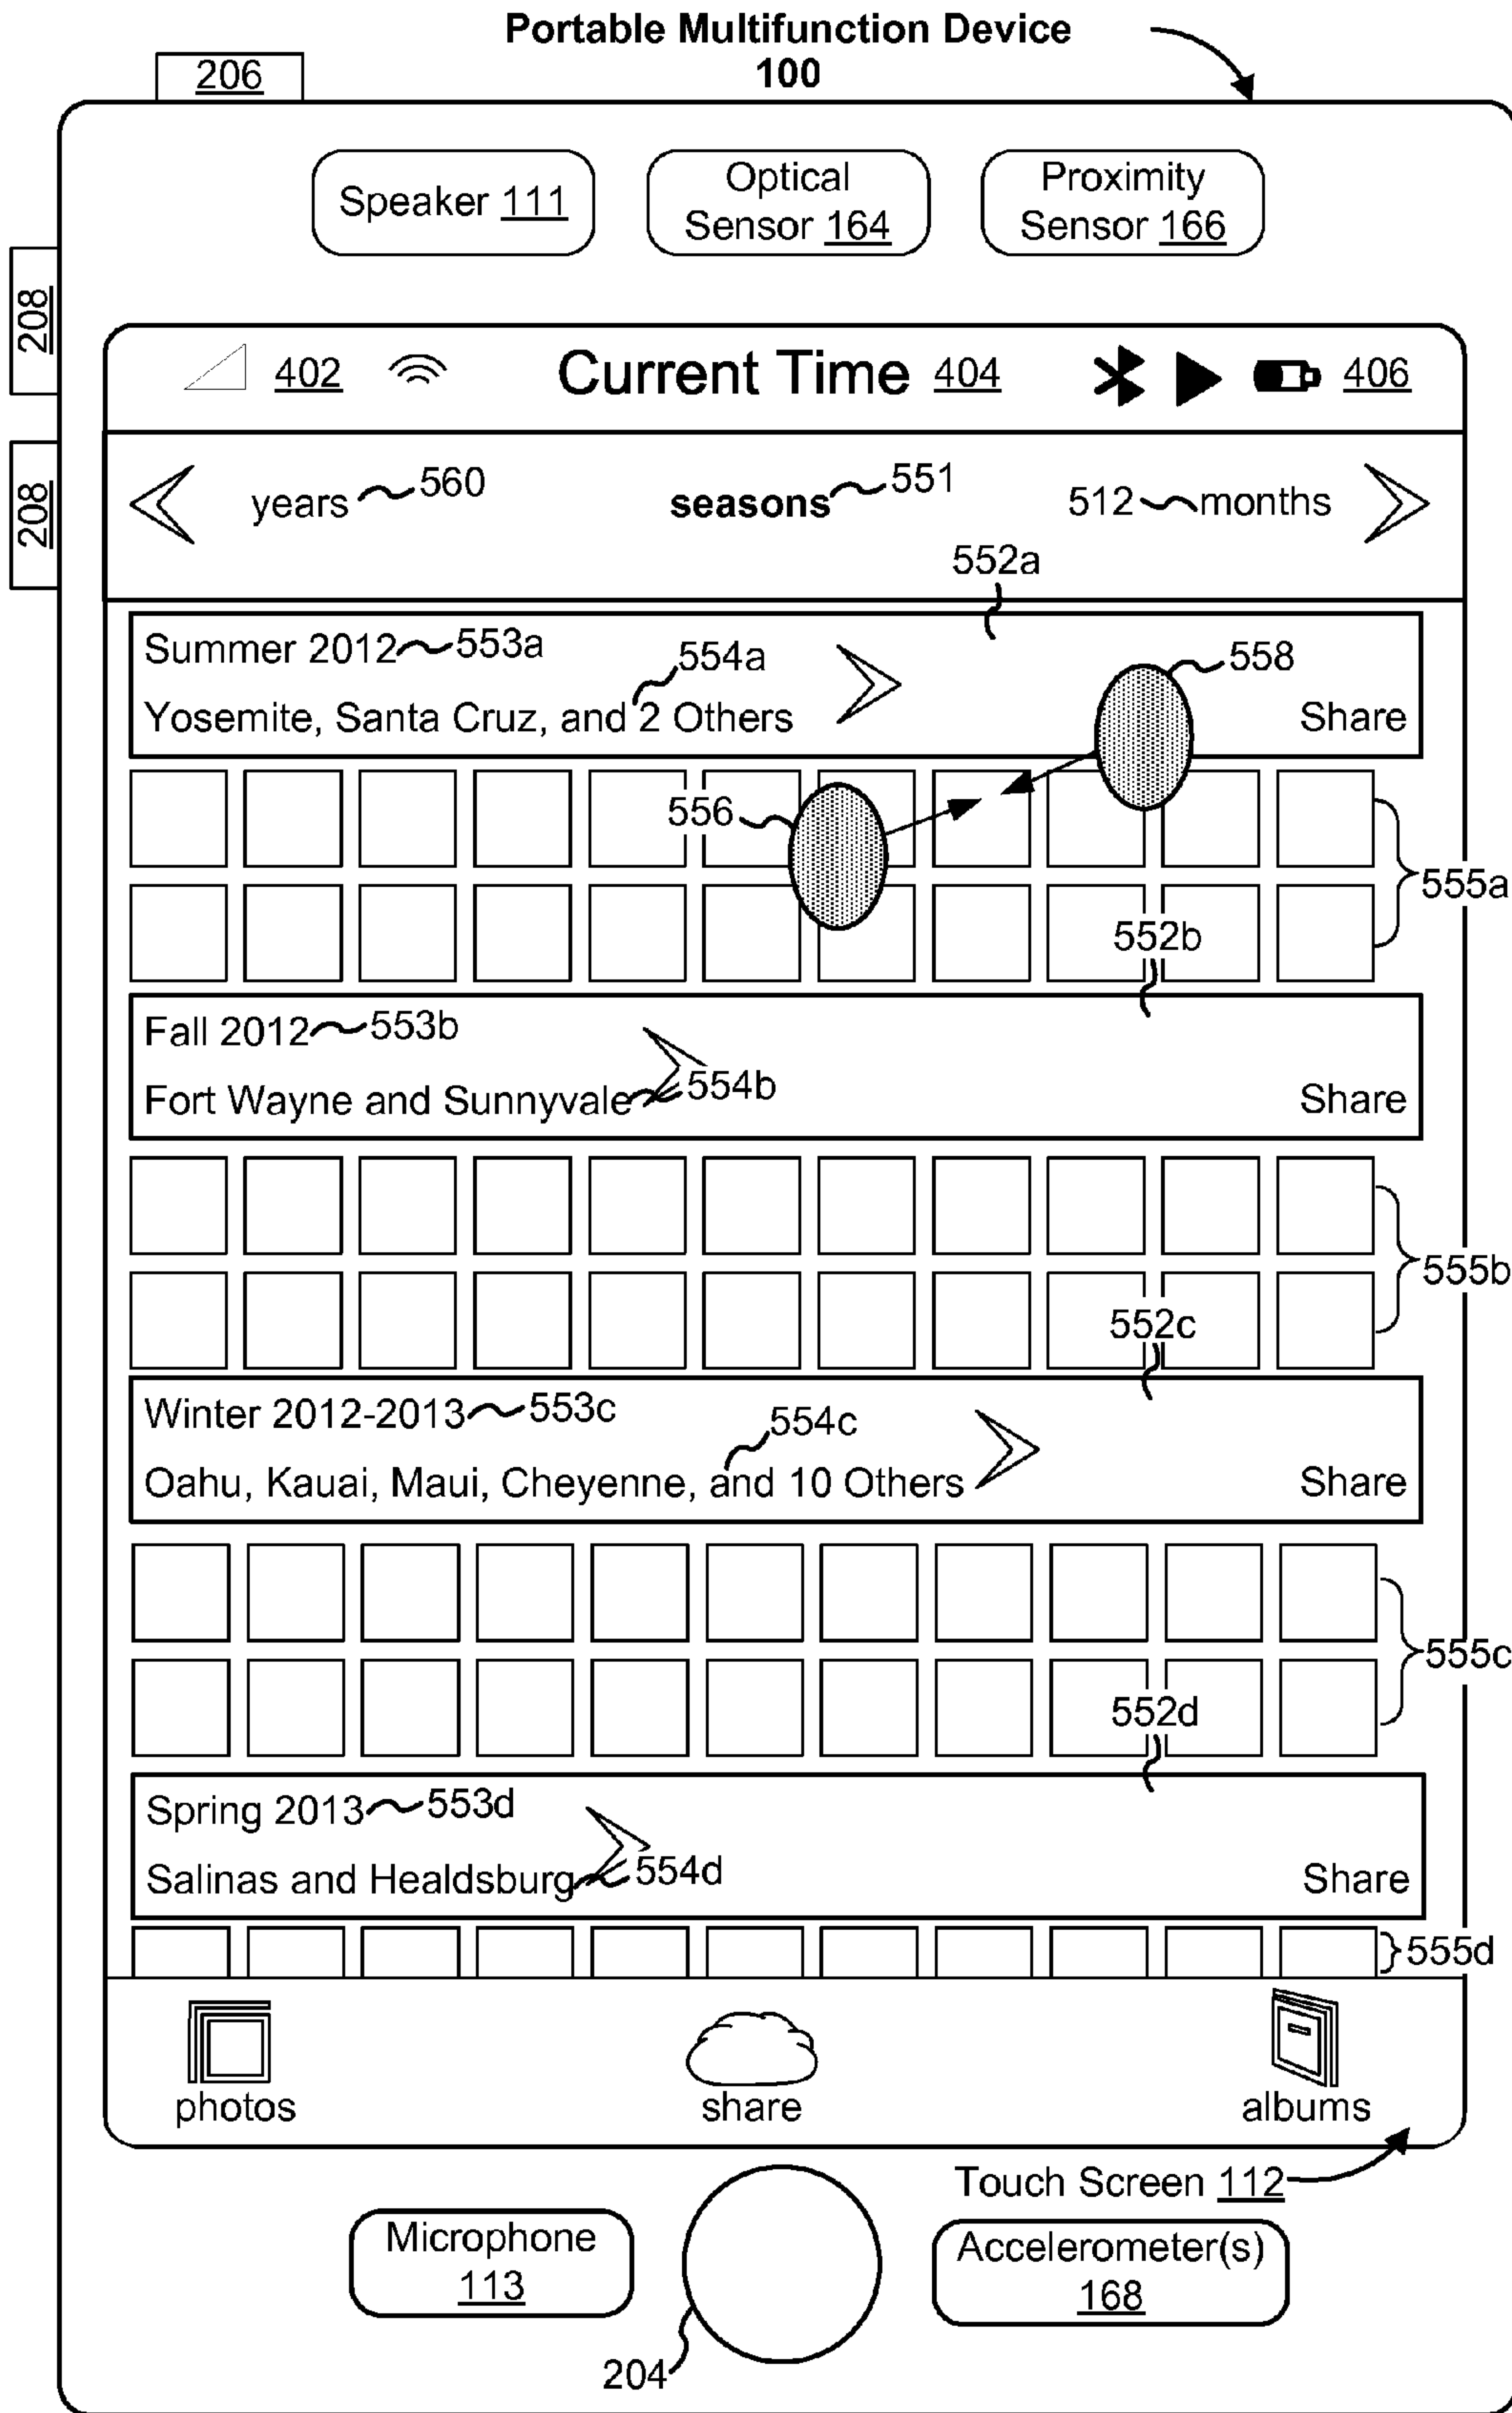 Portable Multifunction Device
100
206
Speaker 111
Optical
Sensor 164
Proximity
Sensor 166
208
208
402 Current Time 404 406
years 560 seasons 551 512 months
552a
Summer 2012 553a 554a 558
Yosemite, Santa Cruz, and 2 Others Share
556
555a
552b
Fall 2012 553b
Fort Wayne and Sunnyvale 554b Share
555b
552c
Winter 2012-2013 553c 554c
Oahu, Kauai, Maui, Cheyenne, and 10 Others Share
555c
552d
Spring 2013 553d
Salinas and Healdsburg 554d Share
555d
photos share albums
Touch Screen 112
Microphone
113
Accelerometer(s)
168
204